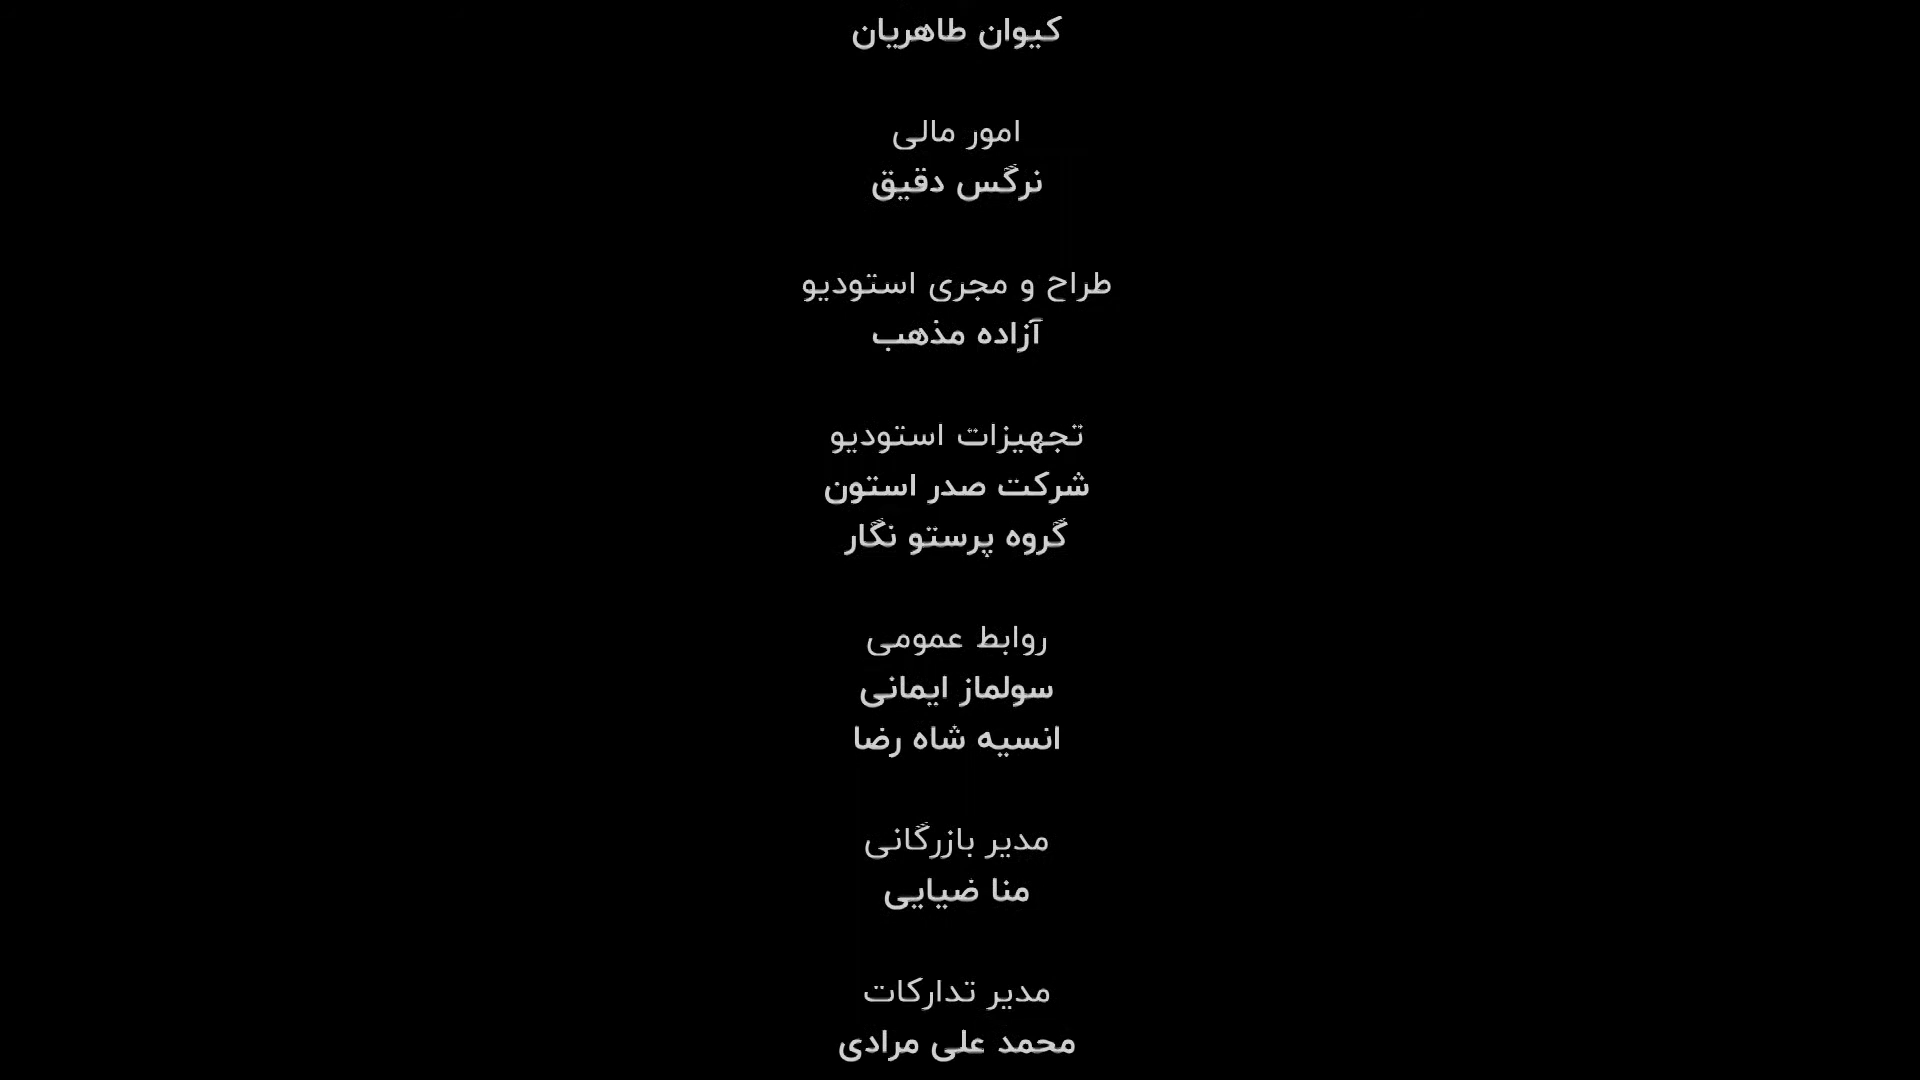 کیوان طاهریان
امور مالی
نرگس دقیق
طراح و مجری استودیو
آزاده مذهب
تجهیزات استودیو
شرکت صدر استون
گروه پرستو نگار
روابط عمومی
سولماز ایمانی
انسیه شاه رضا
مدیر بازرگانی
منا ضیایی
مدیر تدارکات
محمد علی مرادی